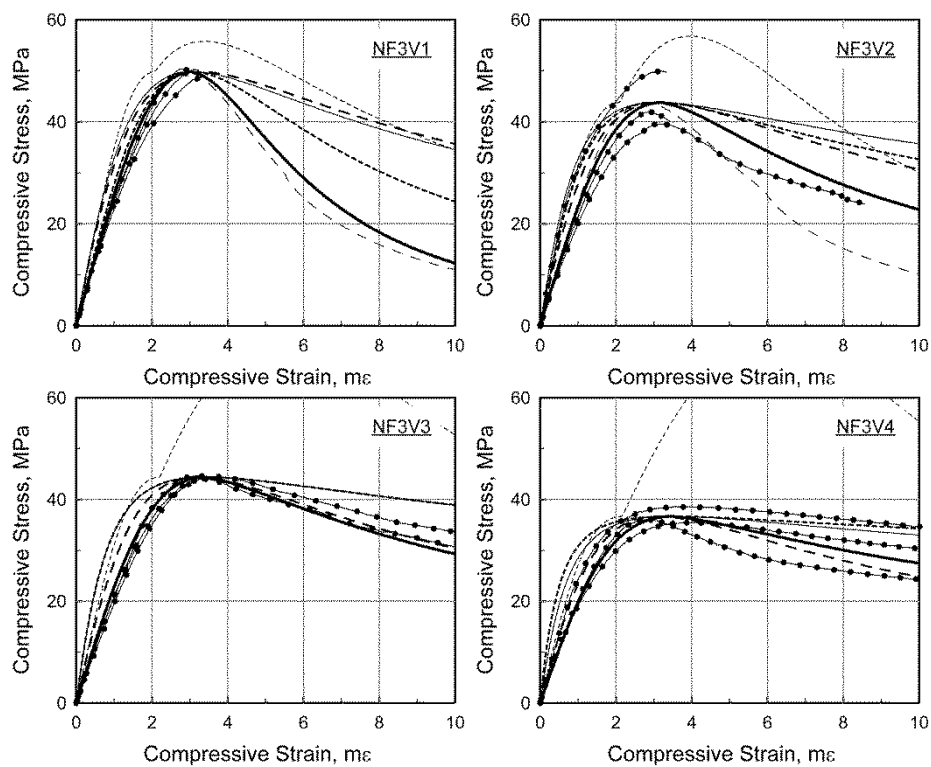 60
NF3V1
40
20
0
0 2 4 6 8 10
Compressive Stress, MPa
Compressive Strain, mε
60
NF3V2
40
20
0
0 2 4 6 8 10
Compressive Stress, MPa
Compressive Strain, mε
60
NF3V3
40
20
0
0 2 4 6 8 10
Compressive Stress, MPa
Compressive Strain, mε
60
NF3V4
40
20
0
0 2 4 6 8 10
Compressive Stress, MPa
Compressive Strain, mε